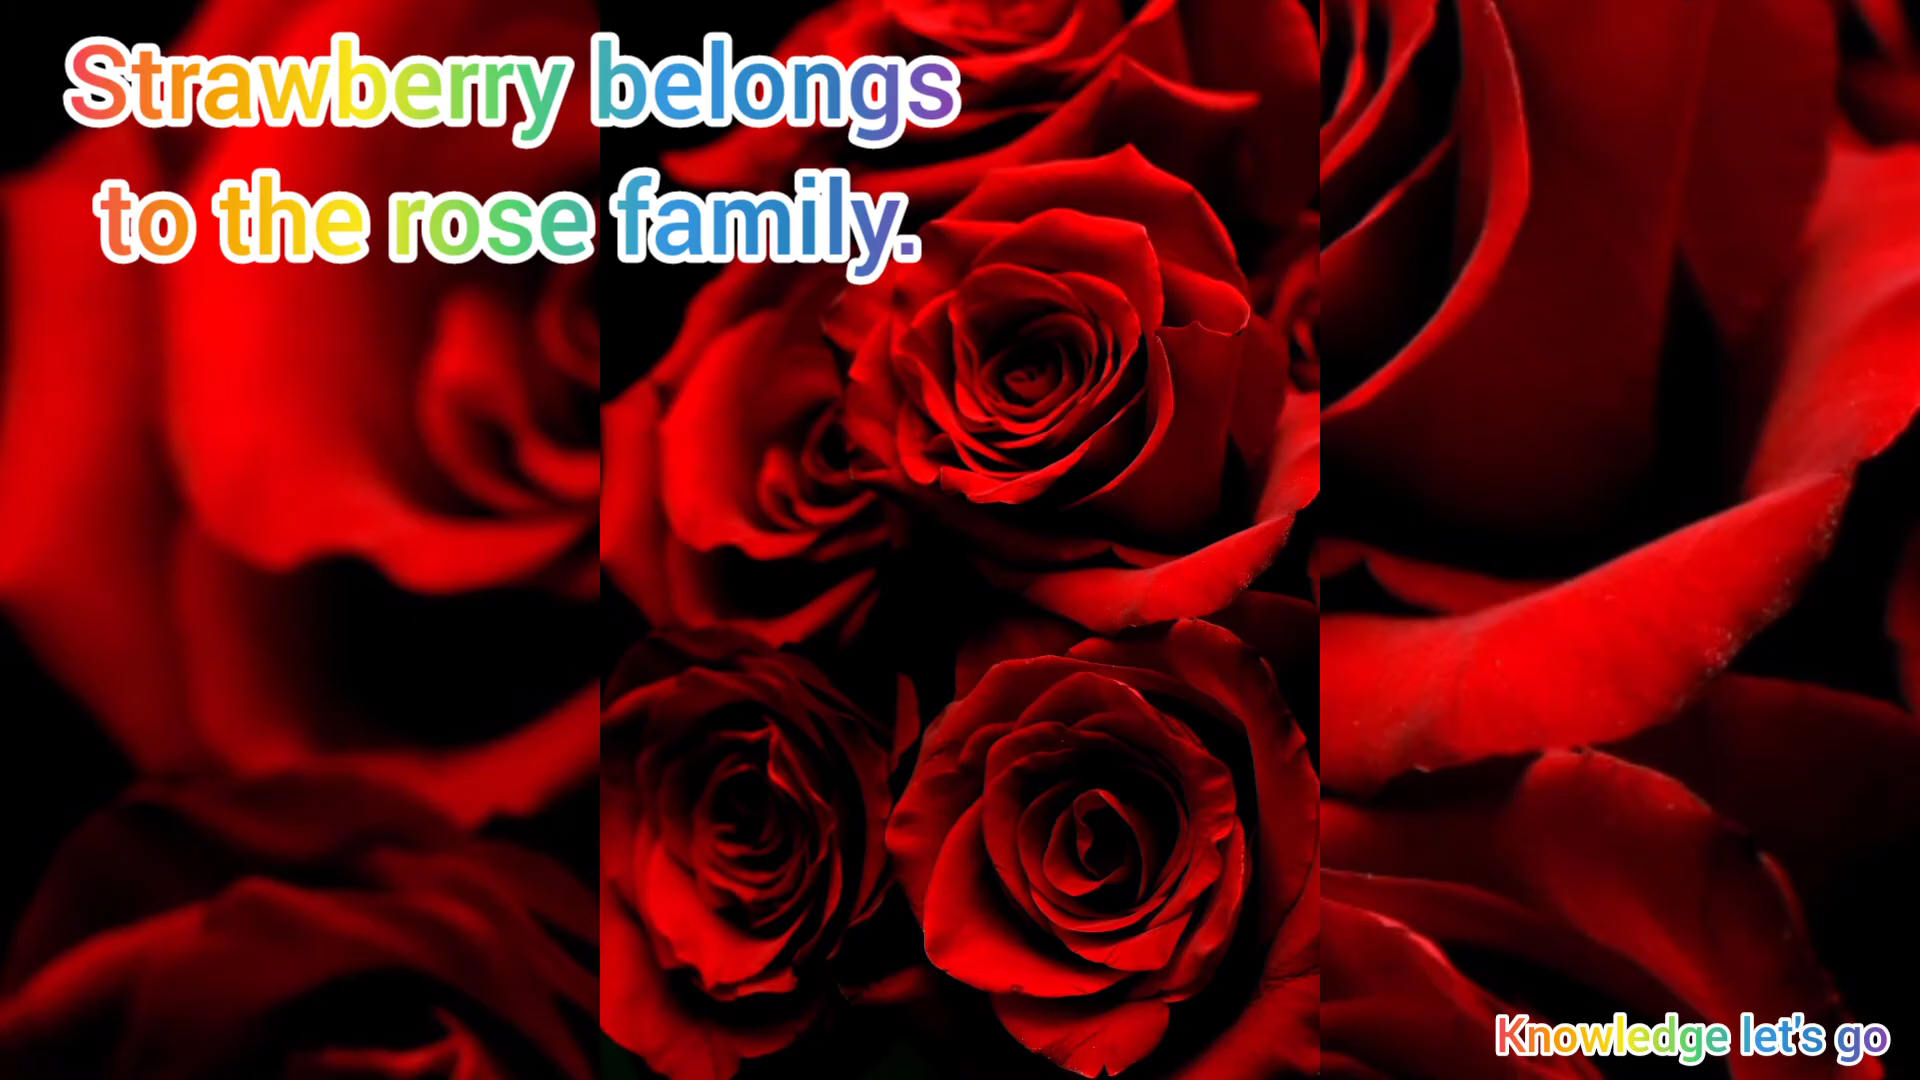 Strawberry belongs
to the rose family.
Knowledge let's go